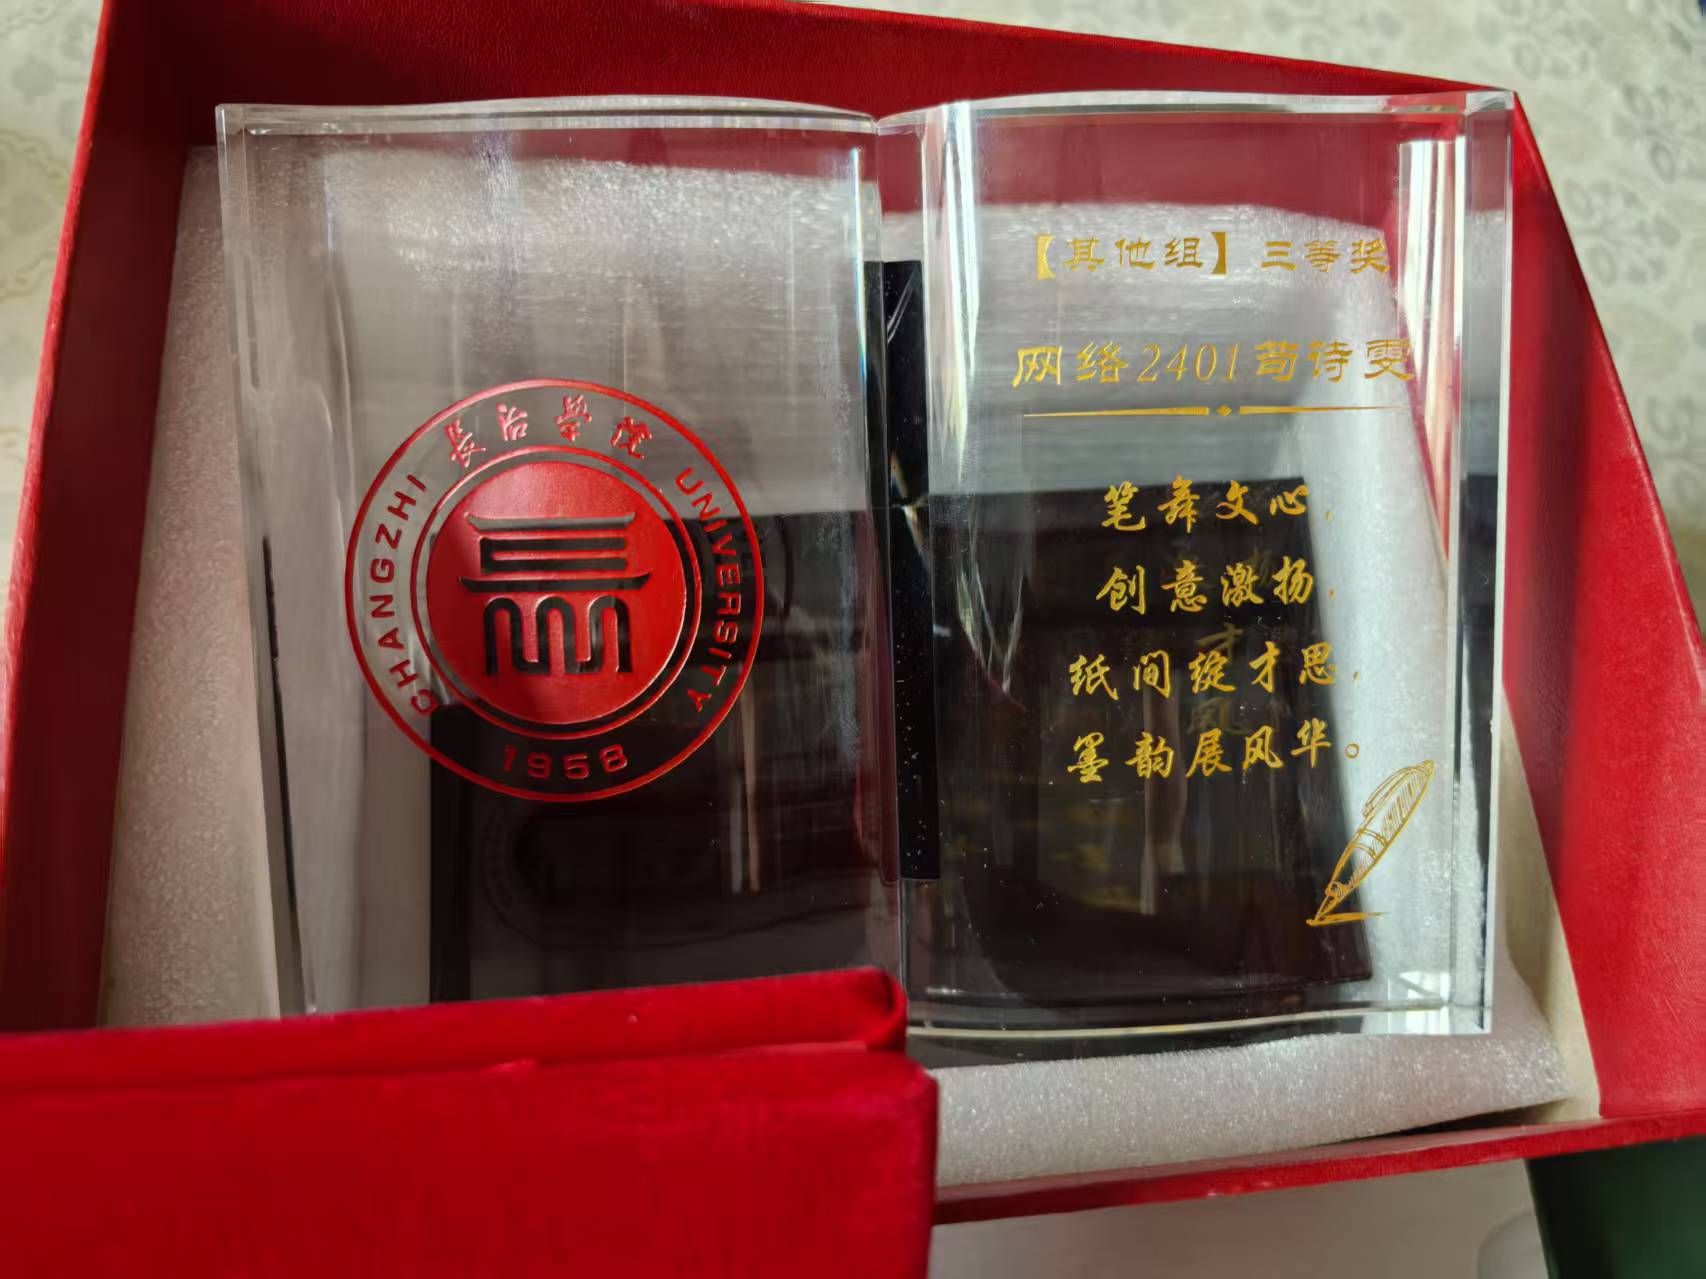 長治學院
CHANGZHI UNIVERSITY
1958
【其他组】三等奖
网络2401苟诗雯
笔舞文心，
创意激扬，
纸间绽才思，
墨韵展风华。